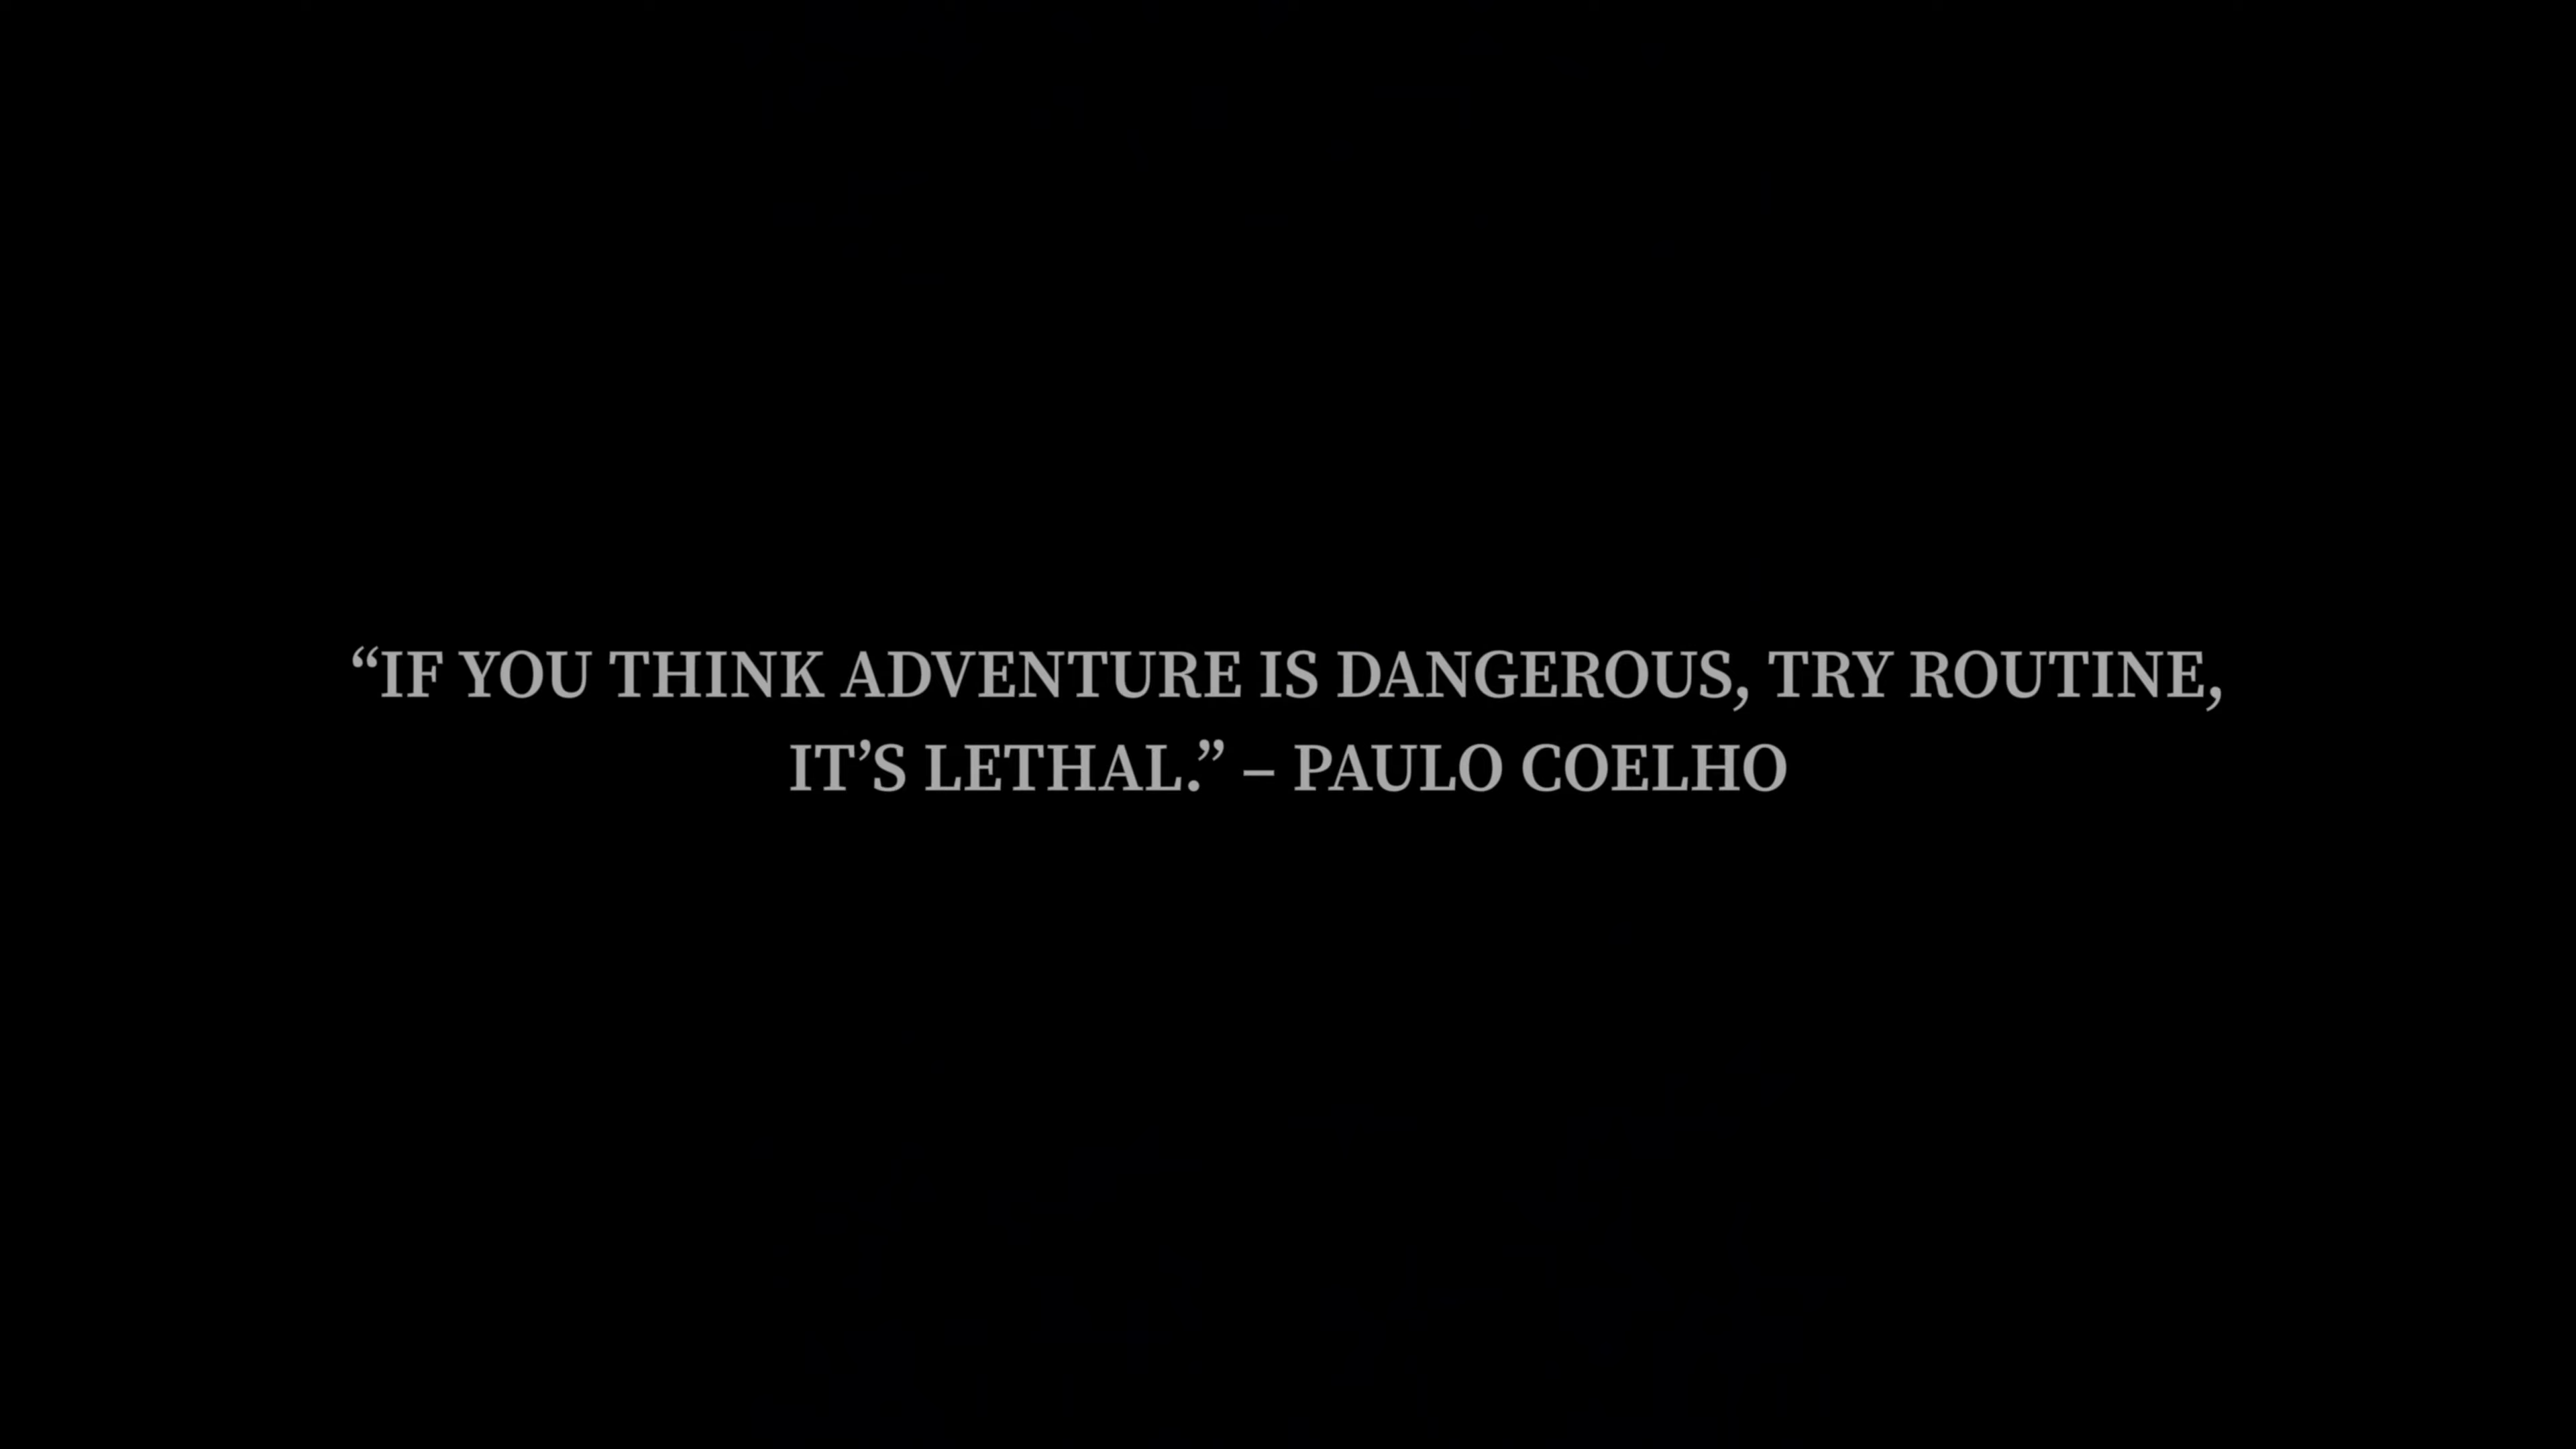 “IF YOU THINK ADVENTURE IS DANGEROUS, TRY ROUTINE,
IT’S LETHAL.” – PAULO COELHO